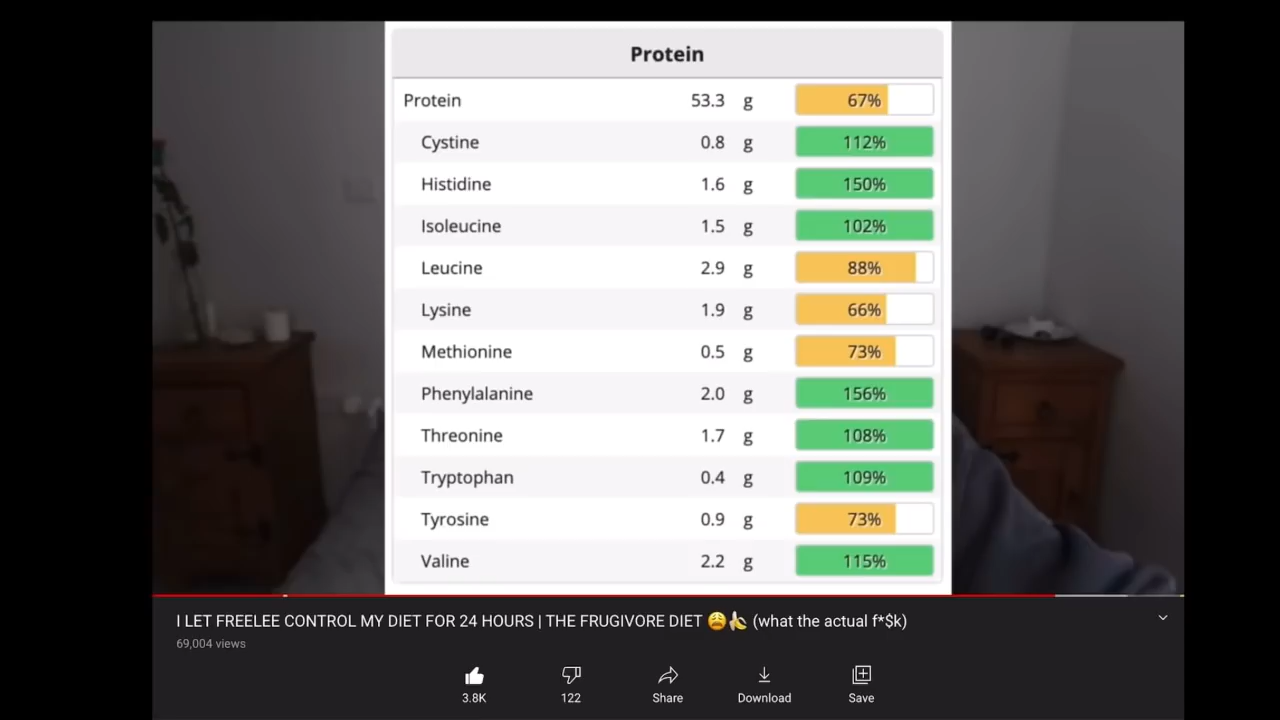 Protein
Protein 53.3 g 67%
Cystine 0.8 g 112%
Histidine 1.6 g 150%
Isoleucine 1.5 g 102%
Leucine 2.9 g 88%
Lysine 1.9 g 66%
Methionine 0.5 g 73%
Phenylalanine 2.0 g 156%
Threonine 1.7 g 108%
Tryptophan 0.4 g 109%
Tyrosine 0.9 g 73%
Valine 2.2 g 115%
I LET FREELEE CONTROL MY DIET FOR 24 HOURS | THE FRUGIVORE DIET 😩🍌 (what the actual f*$k)
69,004 views
3.8K 122 Share Download Save